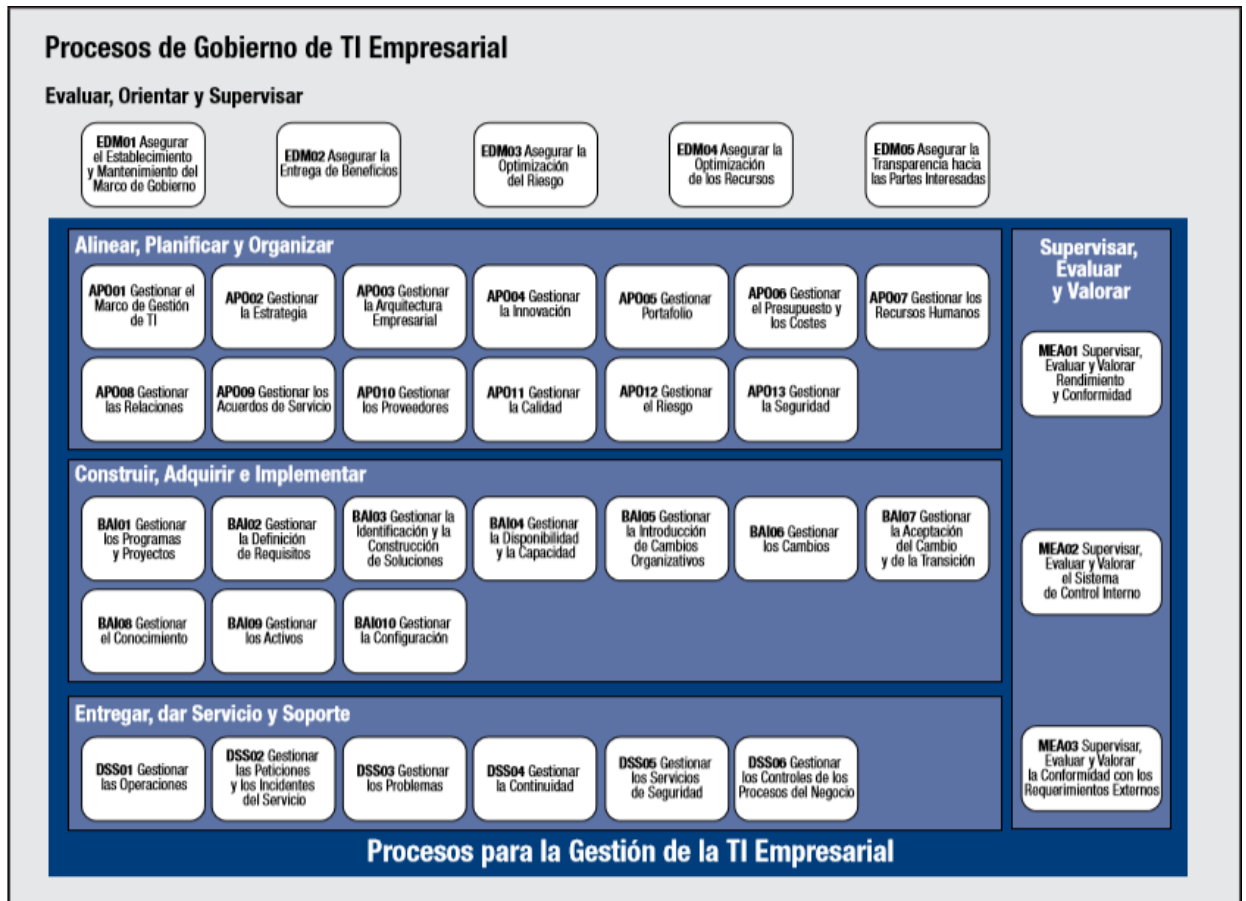 Procesos de Gobierno de TI Empresarial
Evaluar, Orientar y Supervisar
EDM01 Asegurar
el Establecimiento
y Mantenimiento del
Marco de Gobierno
EDM02 Asegurar la
Entrega de Beneficios
EDM03 Asegurar la
Optimización
del Riesgo
EDM04 Asegurar la
Optimización
de los Recursos
EDM05 Asegurar la
Transparencia hacia
las Partes Interesadas
Alinear, Planificar y Organizar
APO01 Gestionar el
Marco de Gestión
de TI
APO02 Gestionar
la Estrategia
APO03 Gestionar
la Arquitectura
Empresarial
APO04 Gestionar
la Innovación
APO05 Gestionar
Portafolio
APO06 Gestionar
el Presupuesto y
los Costes
APO07 Gestionar los
Recursos Humanos
APO08 Gestionar
las Relaciones
APO09 Gestionar los
Acuerdos de Servicio
APO10 Gestionar
los Proveedores
APO11 Gestionar
la Calidad
APO12 Gestionar
el Riesgo
APO13 Gestionar
la Seguridad
Construir, Adquirir e Implementar
BAI01 Gestionar
los Programas
y Proyectos
BAI02 Gestionar
la Definición
de Requisitos
BAI03 Gestionar la
Identificación y la
Construcción
de Soluciones
BAI04 Gestionar
la Disponibilidad
y la Capacidad
BAI05 Gestionar
la Introducción
de Cambios
Organizativos
BAI06 Gestionar
los Cambios
BAI07 Gestionar
la Aceptación
del Cambio
y de la Transición
BAI08 Gestionar
el Conocimiento
BAI09 Gestionar
los Activos
BAI010 Gestionar
la Configuración
Entregar, dar Servicio y Soporte
DSS01 Gestionar
las Operaciones
DSS02 Gestionar
las Peticiones
y los Incidentes
del Servicio
DSS03 Gestionar
los Problemas
DSS04 Gestionar
la Continuidad
DSS05 Gestionar
los Servicios
de Seguridad
DSS06 Gestionar
los Controles de los
Procesos del Negocio
Supervisar,
Evaluar
y Valorar
MEA01 Supervisar,
Evaluar y Valorar
Rendimiento
y Conformidad
MEA02 Supervisar,
Evaluar y Valorar
el Sistema
de Control Interno
MEA03 Supervisar,
Evaluar y Valorar
la Conformidad con los
Requerimientos Externos
Procesos para la Gestión de la TI Empresarial